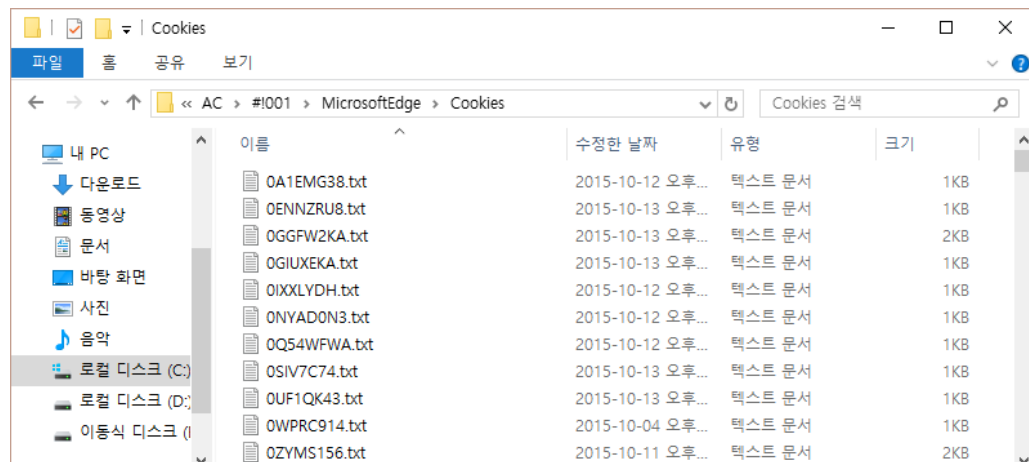 Cookies
파일 홈 공유 보기
« AC > #!001 > MicrosoftEdge > Cookies Cookies 검색
이름 수정한 날짜 유형 크기
내 PC
다운로드
동영상
문서
바탕 화면
사진
음악
로컬 디스크 (C:)
로컬 디스크 (D:)
이동식 디스크 (
0A1EMG38.txt 2015-10-12 오후... 텍스트 문서 1KB
0ENNZRU8.txt 2015-10-13 오후... 텍스트 문서 1KB
0GGFW2KA.txt 2015-10-13 오후... 텍스트 문서 2KB
0GIUXEKA.txt 2015-10-13 오후... 텍스트 문서 1KB
0IXXLYDH.txt 2015-10-12 오후... 텍스트 문서 1KB
0NYAD0N3.txt 2015-10-12 오후... 텍스트 문서 1KB
0Q54WFWA.txt 2015-10-12 오후... 텍스트 문서 1KB
0SIV7C74.txt 2015-10-13 오후... 텍스트 문서 1KB
0UF1QK43.txt 2015-10-13 오후... 텍스트 문서 1KB
0WPRC914.txt 2015-10-04 오후... 텍스트 문서 1KB
0ZYMS156.txt 2015-10-11 오후... 텍스트 문서 2KB